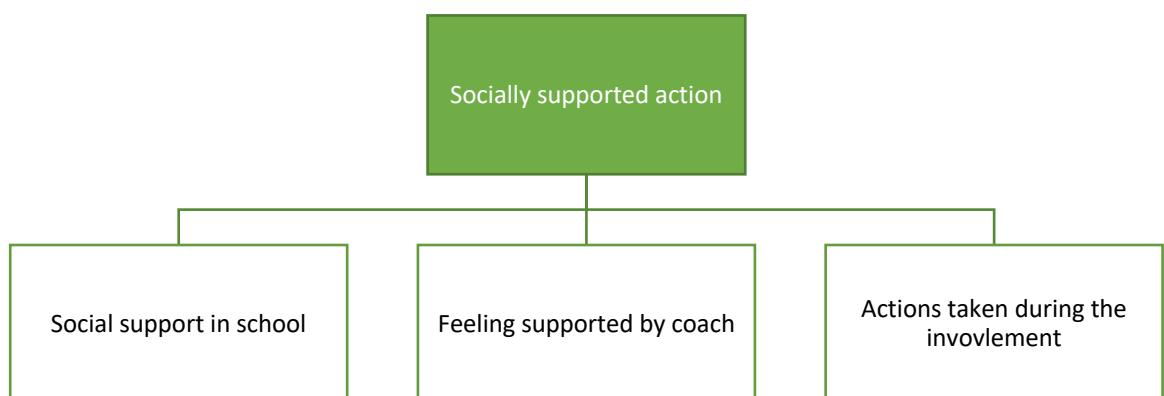 Socially supported action
Social support in school
Feeling supported by coach
Actions taken during the
invovlement